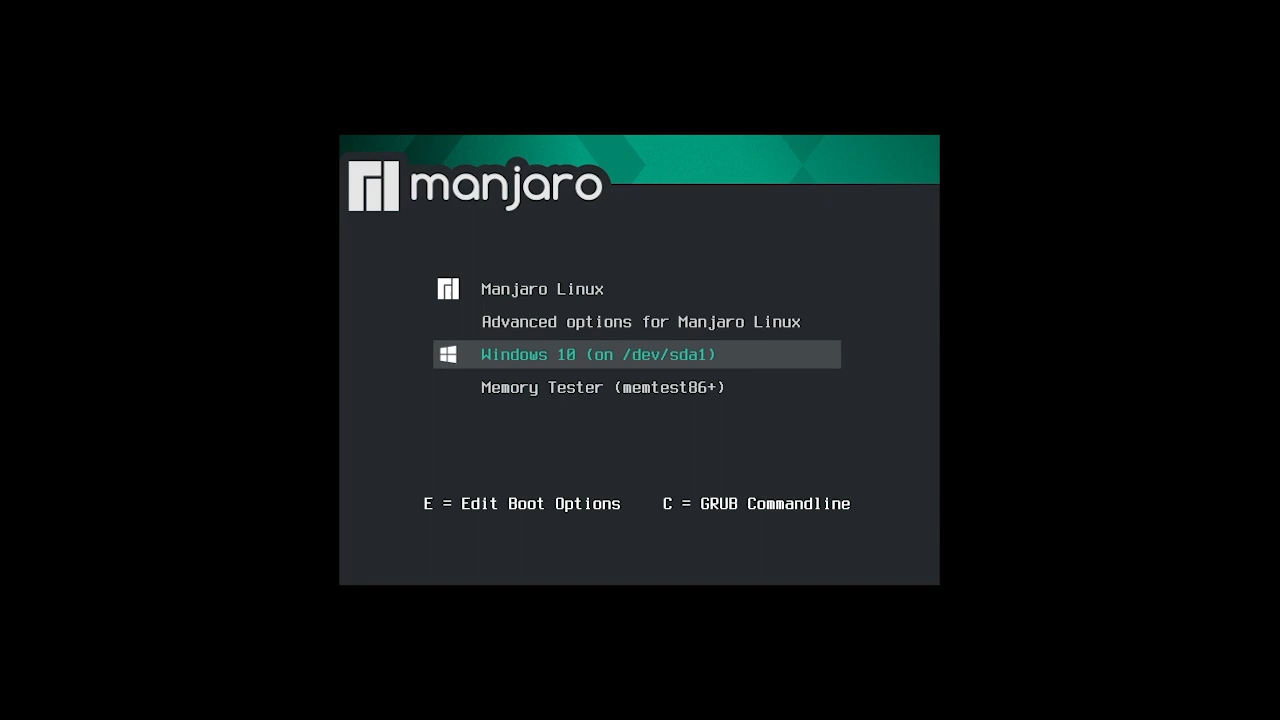 manjaro
Manjaro Linux
Advanced options for Manjaro Linux
Windows 10 (on /dev/sda1)
Memory Tester (memtest86+)
E = Edit Boot Options    C = GRUB Commandline